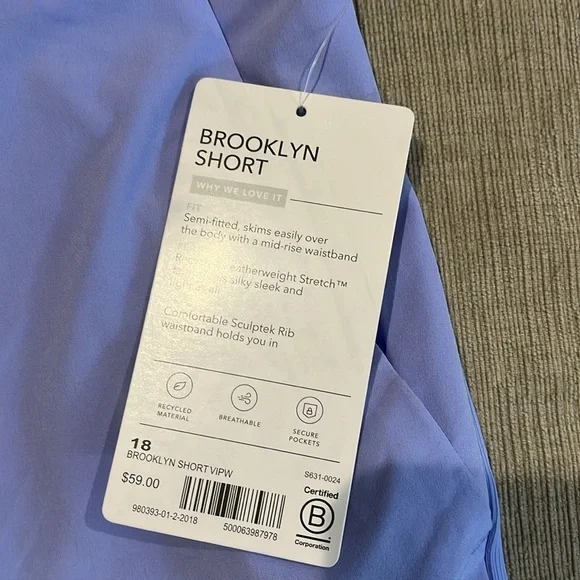 BROOKLYN
SHORT
WHY WE LOVE IT
FIT
Semi-fitted, skims easily over
the body with a mid-rise waistband
Featherweight Stretch™
silky sleek and
Comfortable Sculptek Rib
waistband holds you in
RECYCLED
MATERIAL
BREATHABLE
SECURE
POCKETS
18
BROOKLYN SHORT VIPW
S631-0024
$59.00
980393-01-2-2018
500063987978
Certified
B
Corporation